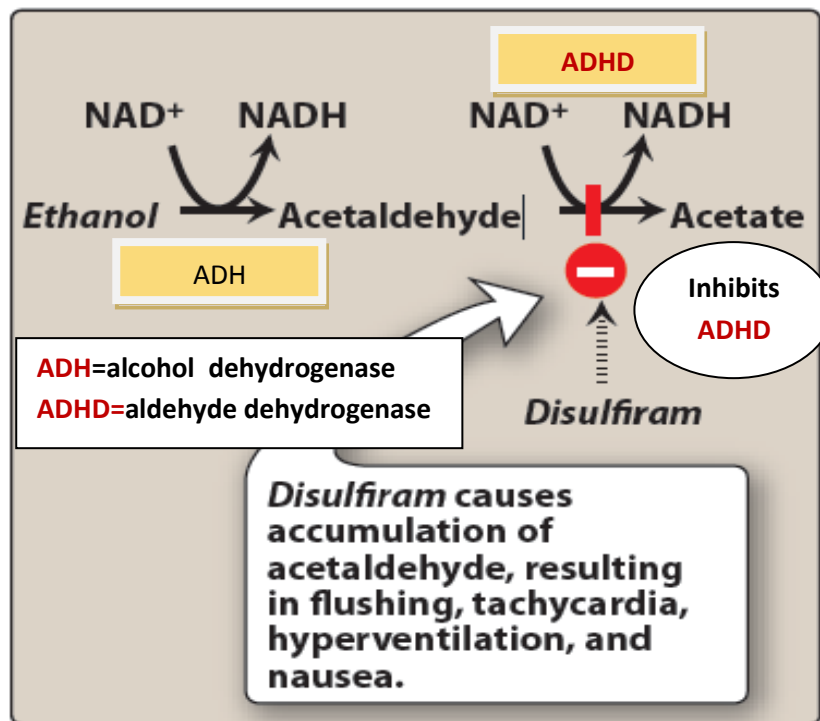 ADHD
NAD+ NADH NAD+ NADH
Ethanol Acetaldehyde Acetate
ADH
Inhibits
ADHD
ADH=alcohol dehydrogenase
ADHD=aldehyde dehydrogenase
Disulfiram
Disulfiram causes
accumulation of
acetaldehyde, resulting
in flushing, tachycardia,
hyperventilation, and
nausea.